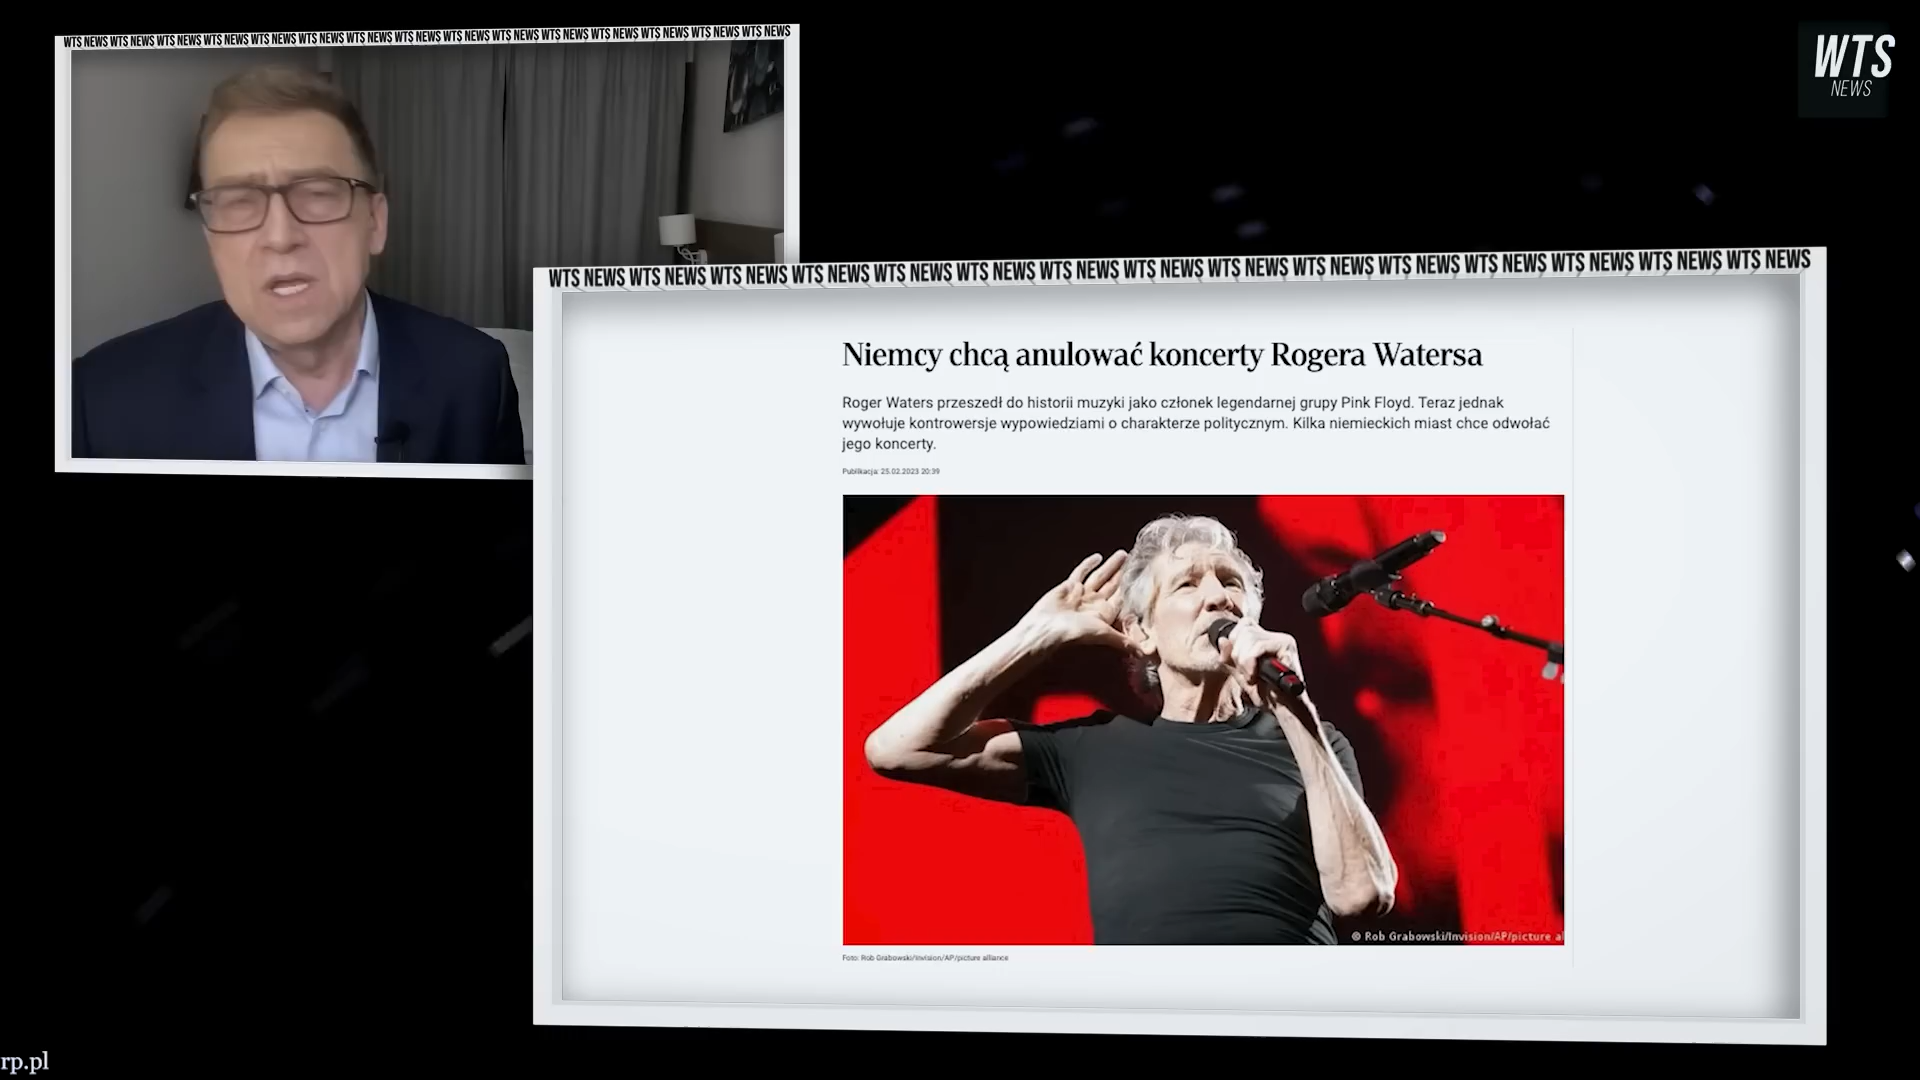 WTS NEWS WTS NEWS WTS NEWS WTS NEWS WTS NEWS WTS NEWS WTS NEWS WTS NEWS WTS NEWS WTS NEWS WTS NEWS WTS NEWS WTS NEWS WTS NEWS WTS NEWS
WTS
NEWS
WTS NEWS WTS NEWS WTS NEWS WTS NEWS WTS NEWS WTS NEWS WTS NEWS WTS NEWS WTS NEWS WTS NEWS WTS NEWS WTS NEWS WTS NEWS WTS NEWS WTS NEWS
Niemcy chcą anulować koncerty Rogera Watersa
Roger Waters przeszedł do historii muzyki jako członek legendarnej grupy Pink Floyd. Teraz jednak
wywołuje kontrowersje wypowiedziami o charakterze politycznym. Kilka niemieckich miast chce odwołać
jego koncerty.
Publikacja: 25.02.2023 20:39
© Rob Grabowski/Invision/AP/picture al
Foto: Rob Grabowski/Invision/AP/picture alliance
rp.pl